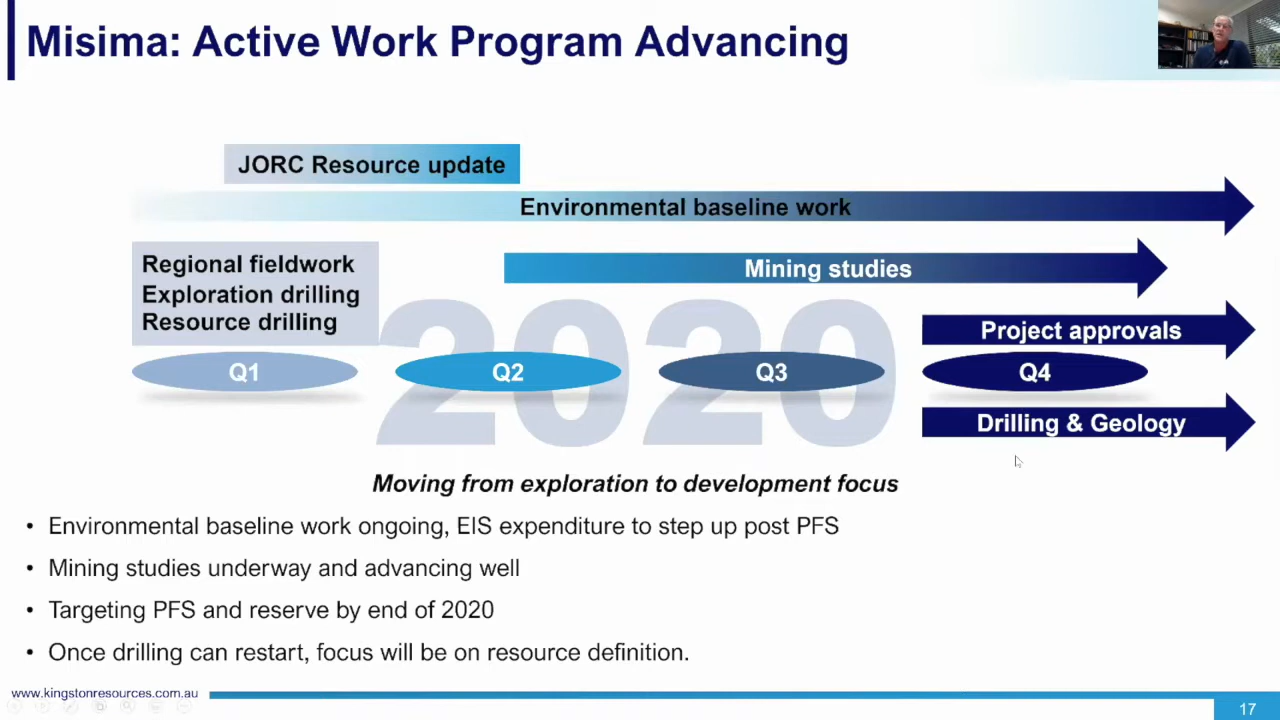 Misima: Active Work Program Advancing
JORC Resource update
Environmental baseline work
Regional fieldwork
Exploration drilling
Resource drilling
Mining studies
2020
Project approvals
Q1
Q2
Q3
Q4
Drilling & Geology
Moving from exploration to development focus
• Environmental baseline work ongoing, EIS expenditure to step up post PFS
• Mining studies underway and advancing well
• Targeting PFS and reserve by end of 2020
• Once drilling can restart, focus will be on resource definition.
www.kingstonresources.com.au
17